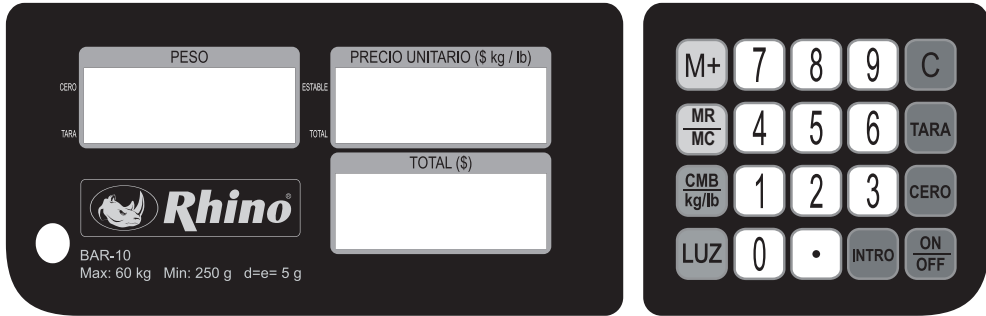 PESO
CERO
TARA
PRECIO UNITARIO ($ kg / lb)
ESTABLE
TOTAL
TOTAL ($)
Rhino®
BAR-10
Max: 60 kg Min: 250 g d=e= 5 g
M+ 7 8 9 C
MR
MC
4 5 6 TARA
CMB
kg/lb
1 2 3 CERO
LUZ 0 . INTRO ON
OFF